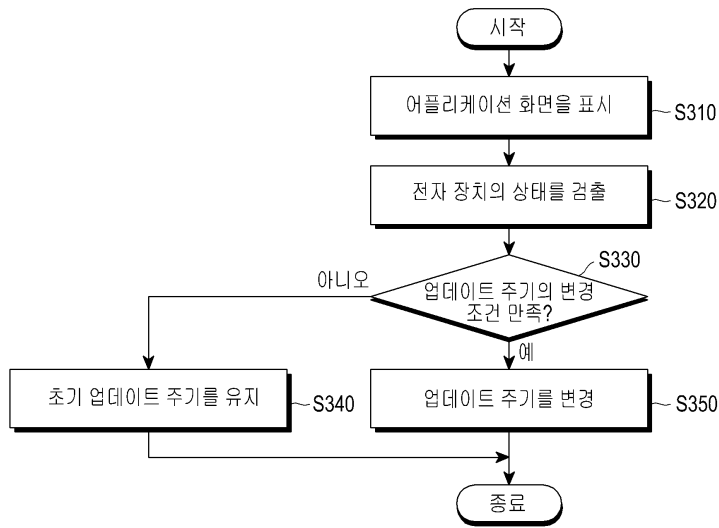 시작
어플리케이션 화면을 표시
S310
전자 장치의 상태를 검출
S320
S330
아니오
업데이트 주기의 변경
조건 만족?
예
초기 업데이트 주기를 유지
S340
업데이트 주기를 변경
S350
종료